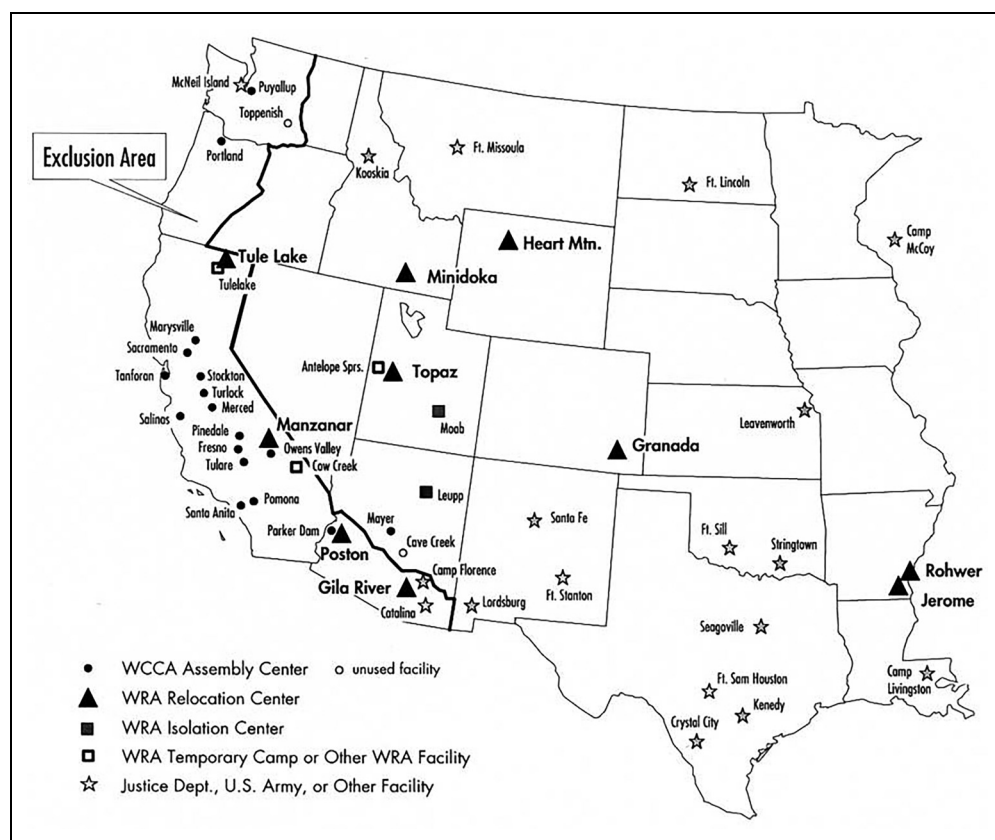 McNeil Island
Puyallup
Toppenish
Portland
Exclusion Area
Kooskia
Ft. Missoula
Ft. Lincoln
Camp
McCoy
Heart Mtn.
Tule Lake
Tulelake
Minidoka
Marysville
Sacramento
Tanforan
Stockton
Turlock
Merced
Salinas
Antelope Sprs.
Topaz
Moab
Leavenworth
Pinedale
Manzanar
Fresno
Owens Valley
Tulare
Cow Creek
Granada
Santa Anita
Pomona
Leupp
Parker Dam
Mayer
Santa Fe
Ft. Sill
Stringtown
Poston
Cave Creek
Camp Florence
Gila River
Catalina
Lordsburg
Ft. Stanton
Rohwer
Jerome
Seagoville
Ft. Sam Houston
Kenedy
Crystal City
Camp
Livingston
WCCA Assembly Center
unused facility
WRA Relocation Center
WRA Isolation Center
WRA Temporary Camp or Other WRA Facility
Justice Dept., U.S. Army, or Other Facility